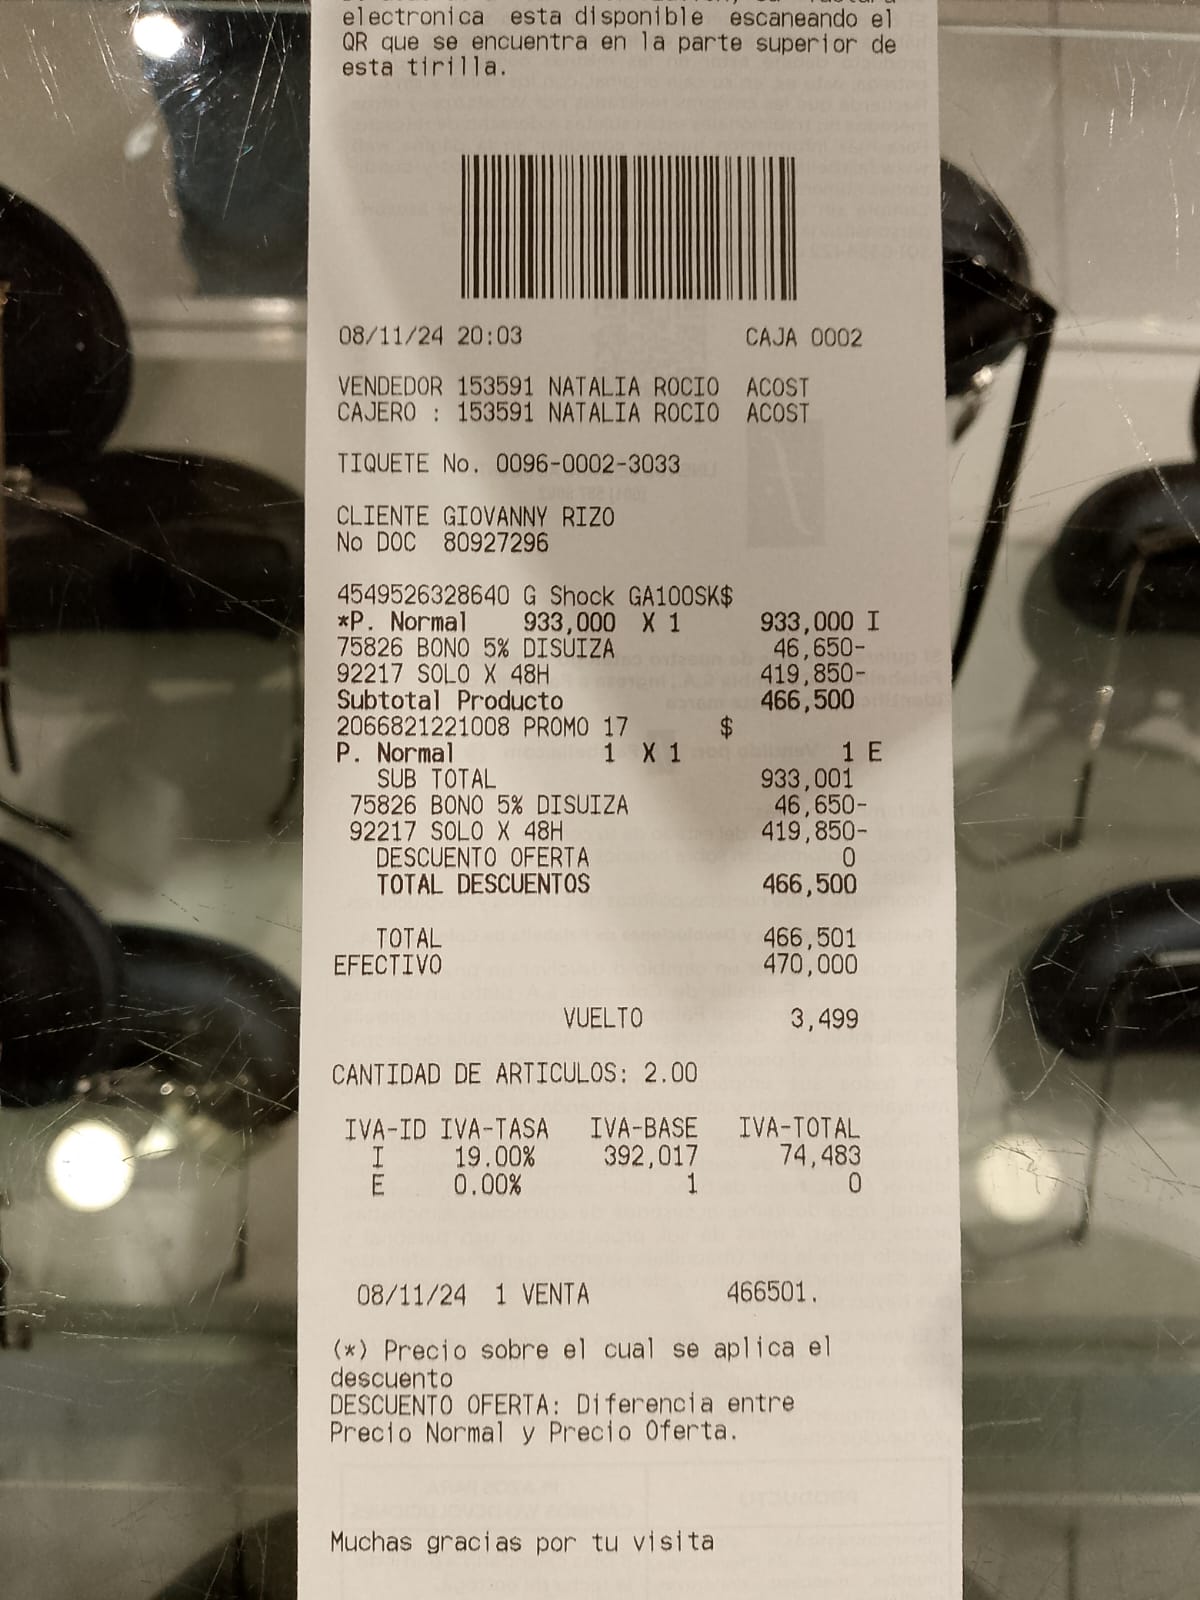 electronica esta disponible escaneando el
QR que se encuentra en la parte superior de
esta tirilla.
08/11/24 20:03 CAJA 0002
VENDEDOR 153591 NATALIA ROCIO ACOST
CAJERO : 153591 NATALIA ROCIO ACOST
TIQUETE No. 0096-0002-3033
CLIENTE GIOVANNY RIZO
No DOC 80927296
4549526328640 G Shock GA100SK$
*P. Normal 933,000 X 1 933,000 I
75826 BONO 5% DISUIZA 46,650-
92217 SOLO X 48H 419,850-
Subtotal Producto 466,500
2066821221008 PROMO 17 $
P. Normal 1 X 1 1 E
SUB TOTAL 933,001
75826 BONO 5% DISUIZA 46,650-
92217 SOLO X 48H 419,850-
DESCUENTO OFERTA 0
TOTAL DESCUENTOS 466,500
TOTAL 466,501
EFECTIVO 470,000
VUELTO 3,499
CANTIDAD DE ARTICULOS: 2.00
IVA-ID IVA-TASA IVA-BASE IVA-TOTAL
I 19.00% 392,017 74,483
E 0.00% 1 0
08/11/24 1 VENTA 466501.
(*) Precio sobre el cual se aplica el
descuento
DESCUENTO OFERTA: Diferencia entre
Precio Normal y Precio Oferta.
Muchas gracias por tu visita